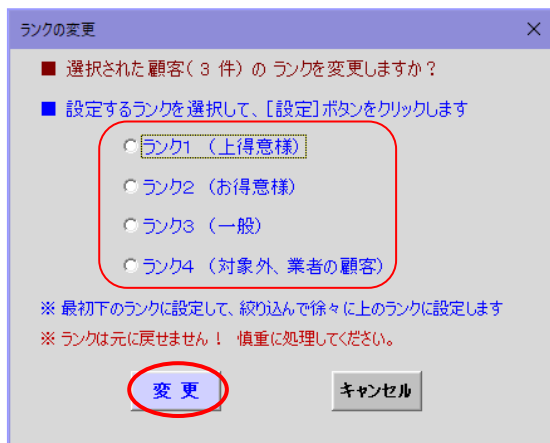 ランクの変更
■ 選択された顧客( 3 件) の ランクを変更しますか？
■ 設定するランクを選択して、[設定]ボタンをクリックします
ランク1 （上得意様）
ランク2 （お得意様）
ランク3 （一般）
ランク4 （対象外、業者の顧客）
※ 最初下のランクに設定して、絞り込んで徐々に上のランクに設定します
※ ランクは元に戻せません！ 慎重に処理してください。
変 更
キャンセル